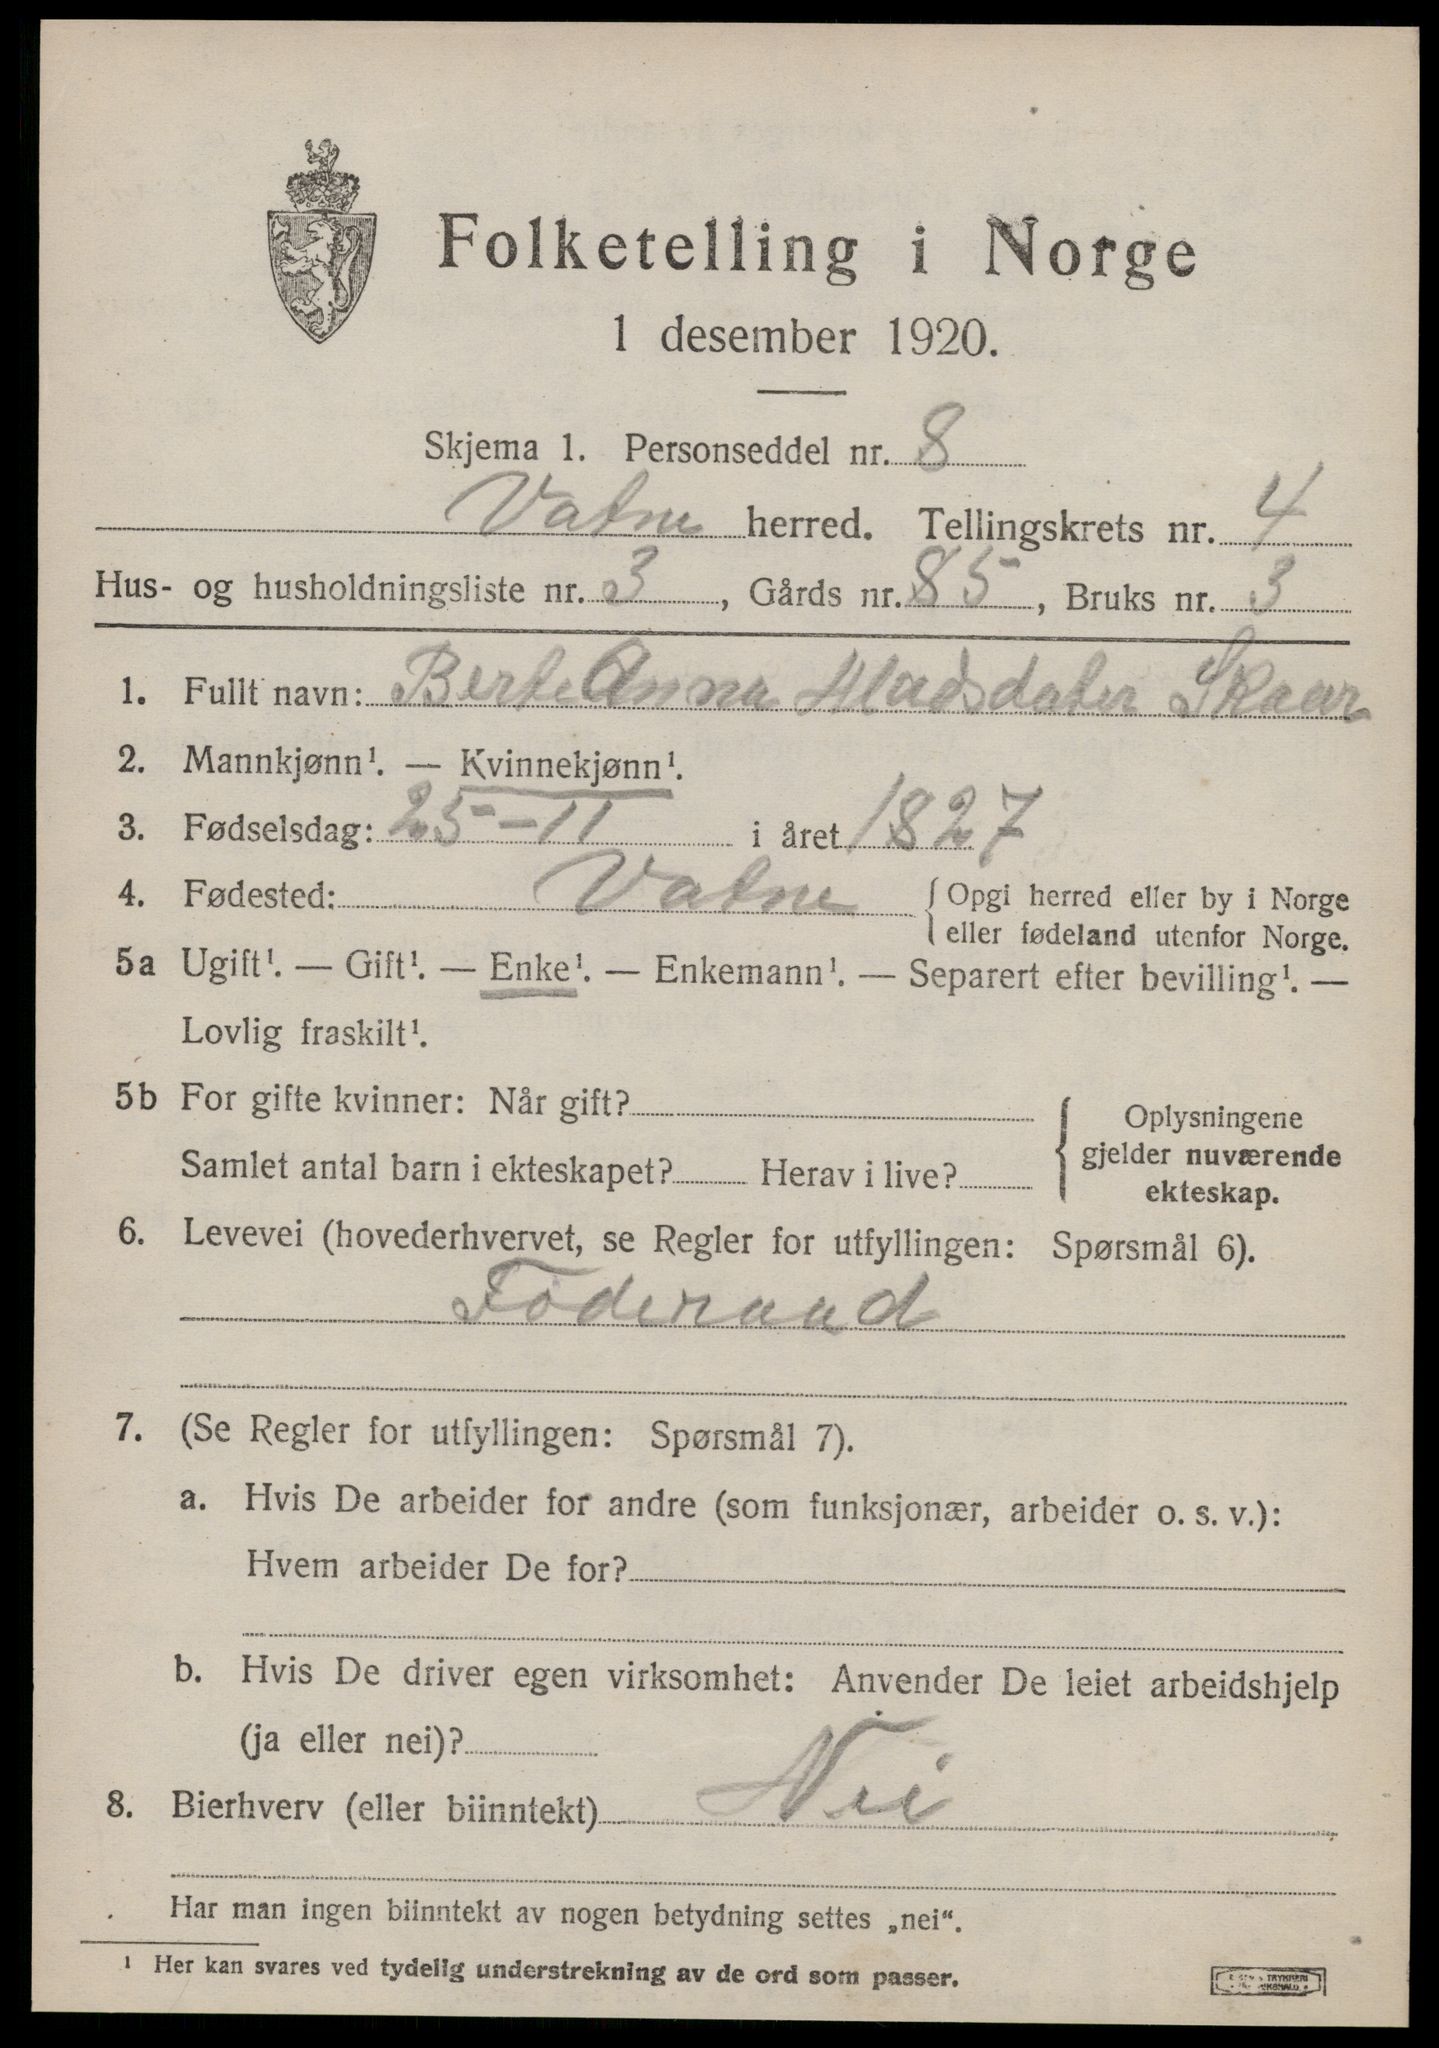 Folketelling i Norge
1 desember 1920.
Skjema 1. Personseddel nr. 8
Vatne herred. Tellingskrets nr. 4
Hus- og husholdningsliste nr. 3, Gårds nr. 85, Bruks nr. 3
1. Fullt navn: Berte Anna Madsdater Skaar
2. Mannkjønn¹. — Kvinnekjønn¹.
3. Fødselsdag: 25-11 i året 1827
4. Fødested: Vatne { Opgi herred eller by i Norge
eller fødeland utenfor Norge.
5a Ugift¹. — Gift¹. — Enke¹. — Enkemann¹. — Separert efter bevilling¹. —
Lovlig fraskilt¹.
5b For gifte kvinner: Når gift?
Samlet antal barn i ekteskapet? Herav i live?
{ Oplysningene
gjelder nuværende
ekteskap.
6. Levevei (hovederhvervet, se Regler for utfyllingen: Spørsmål 6).
Føderaad
7. (Se Regler for utfyllingen: Spørsmål 7).
a. Hvis De arbeider for andre (som funksjonær, arbeider o. s. v.):
Hvem arbeider De for?
b. Hvis De driver egen virksomhet: Anvender De leiet arbeidshjelp
(ja eller nei)?
8. Bierhverv (eller biinntekt) Nei
Har man ingen biinntekt av nogen betydning settes „nei“.
¹ Her kan svares ved tydelig understrekning av de ord som passer.